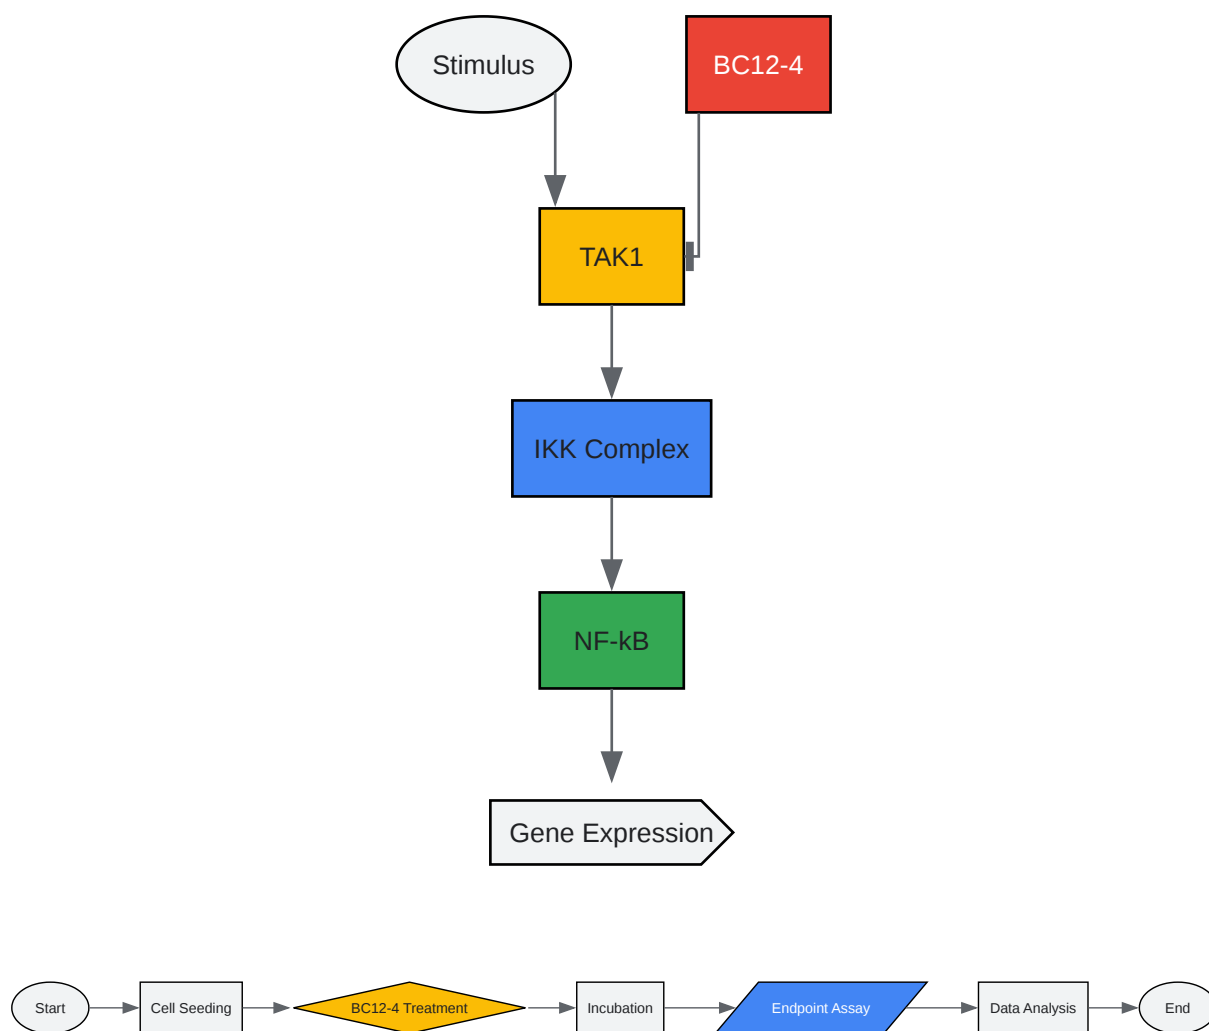 Stimulus
BC12-4
TAK1
IKK Complex
NF-kB
Gene Expression
Start
Cell Seeding
BC12-4 Treatment
Incubation
Endpoint Assay
Data Analysis
End